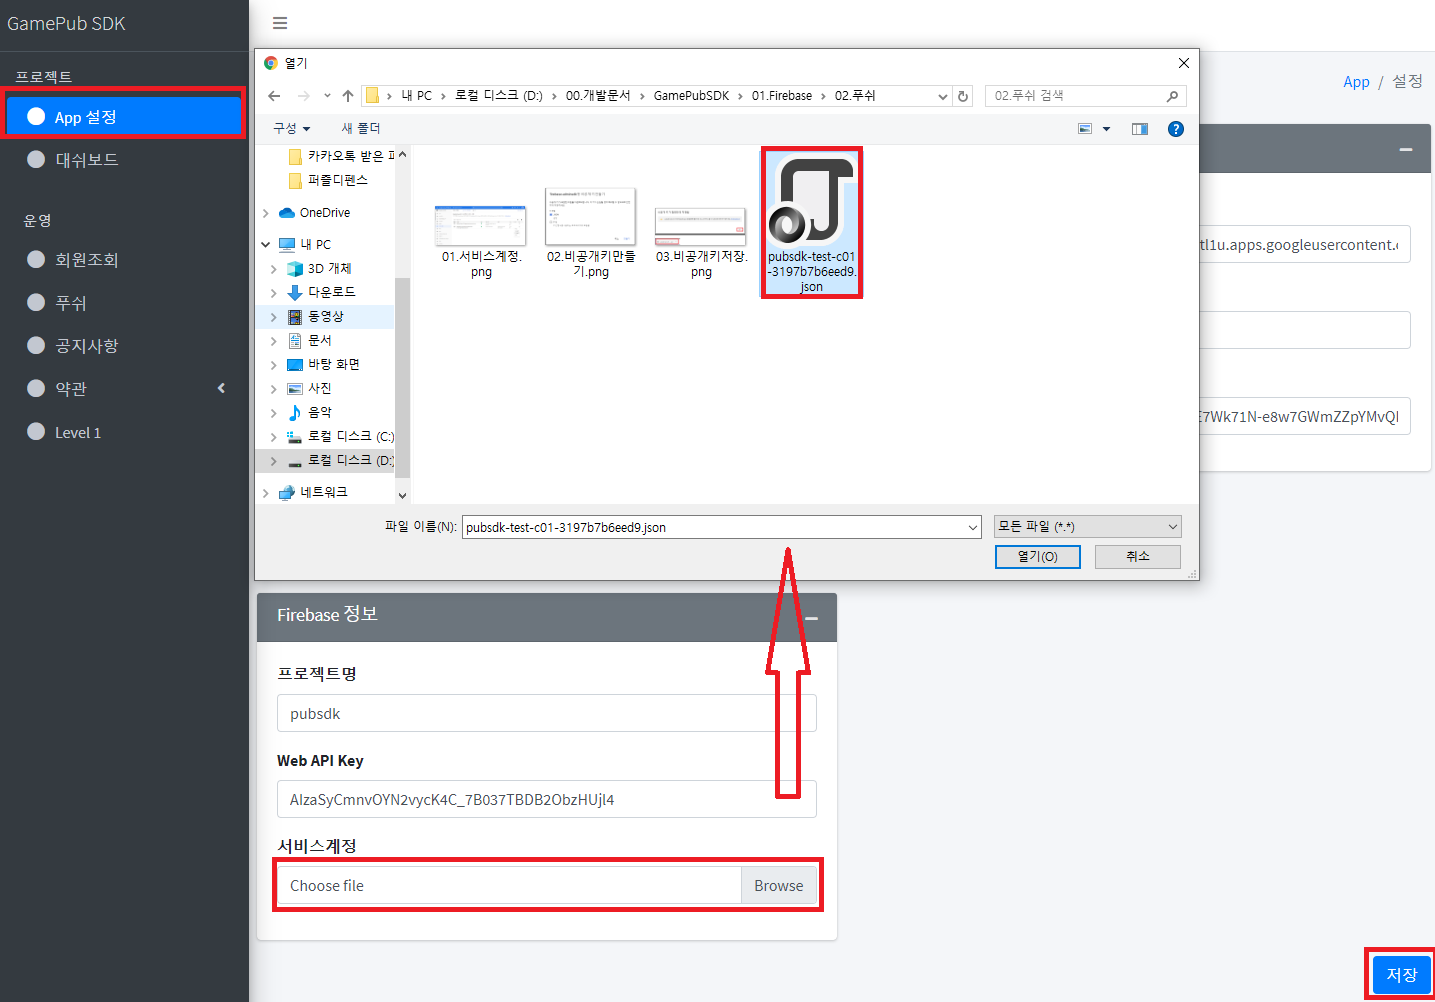 GamePub SDK
프로젝트
App 설정
대쉬보드
운영
회원조회
푸쉬
공지사항
약관
Level 1
App / 설정
열기
내 PC > 로컬 디스크 (D:) > 00.개발문서 > GamePubSDK > 01.Firebase > 02.푸쉬
02.푸쉬 검색
구성
새 폴더
카카오톡 받은 파
퍼즐디펜스
OneDrive
내 PC
3D 개체
다운로드
동영상
문서
바탕 화면
사진
음악
로컬 디스크 (C:)
로컬 디스크 (D:)
네트워크
01.서비스계정.
png
02.비공개키만들
기.png
03.비공개키저장.
png
pubsdk-test-c01
-3197b7b6eed9.
json
파일 이름(N):
pubsdk-test-c01-3197b7b6eed9.json
모든 파일 (*.*)
열기(O)
취소
tl1u.apps.googleusercontent.c
E7Wk71N-e8w7GWmZZpYMvQI
Firebase 정보
프로젝트명
pubsdk
Web API Key
AIzaSyCmnvOYN2vycK4C_7B037TBDB2ObzHUjl4
서비스계정
Choose file
Browse
저장